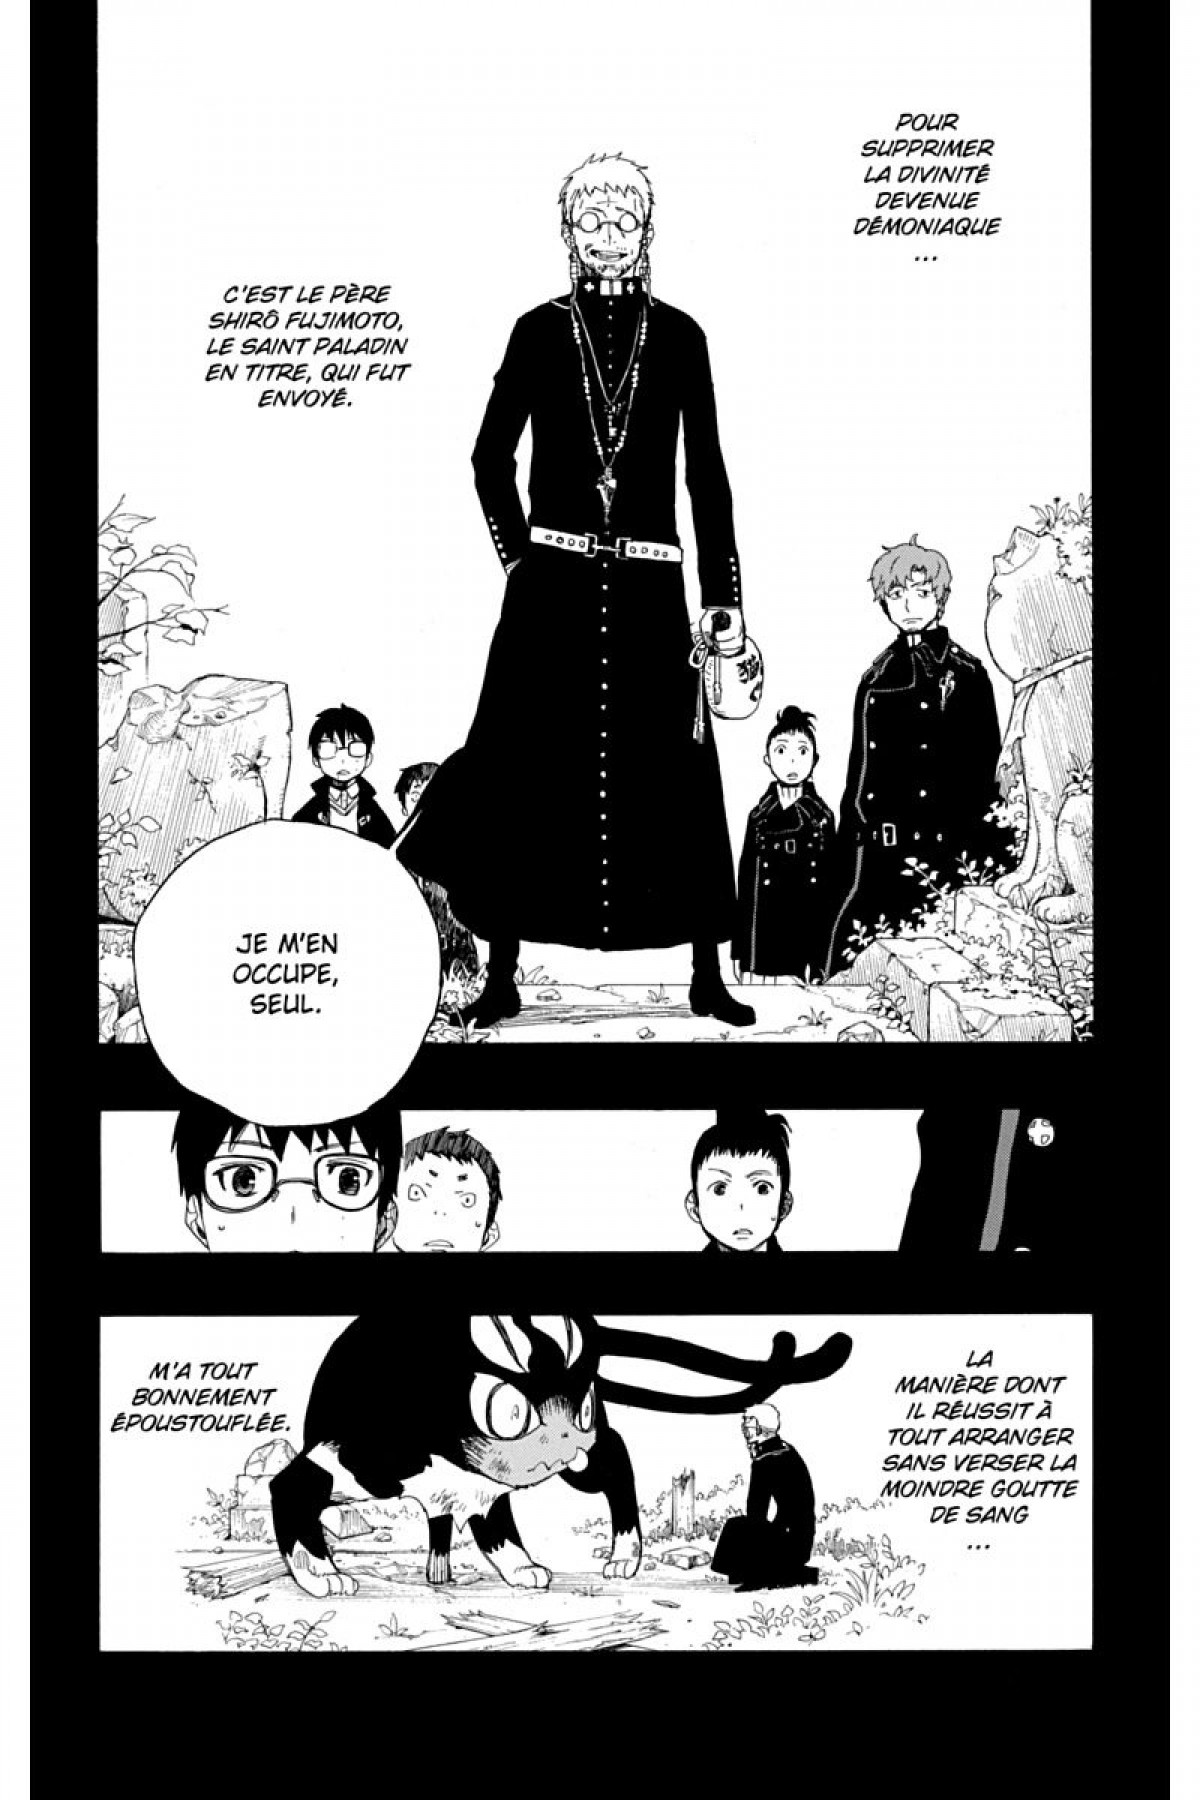 POUR
SUPPRIMER
LA DIVINITÉ
DEVENUE
DÉMONIAQUE
...
C'EST LE PÈRE
SHIRÔ FUJIMOTO,
LE SAINT PALADIN
EN TITRE, QUI FUT
ENVOYÉ.
JE M'EN
OCCUPE,
SEUL.
LA
MANIÈRE DONT
IL RÉUSSIT À
TOUT ARRANGER
SANS VERSER LA
MOINDRE GOUTTE
DE SANG
...
M'A TOUT
BONNEMENT
ÉPOUSTOUFLÉE.